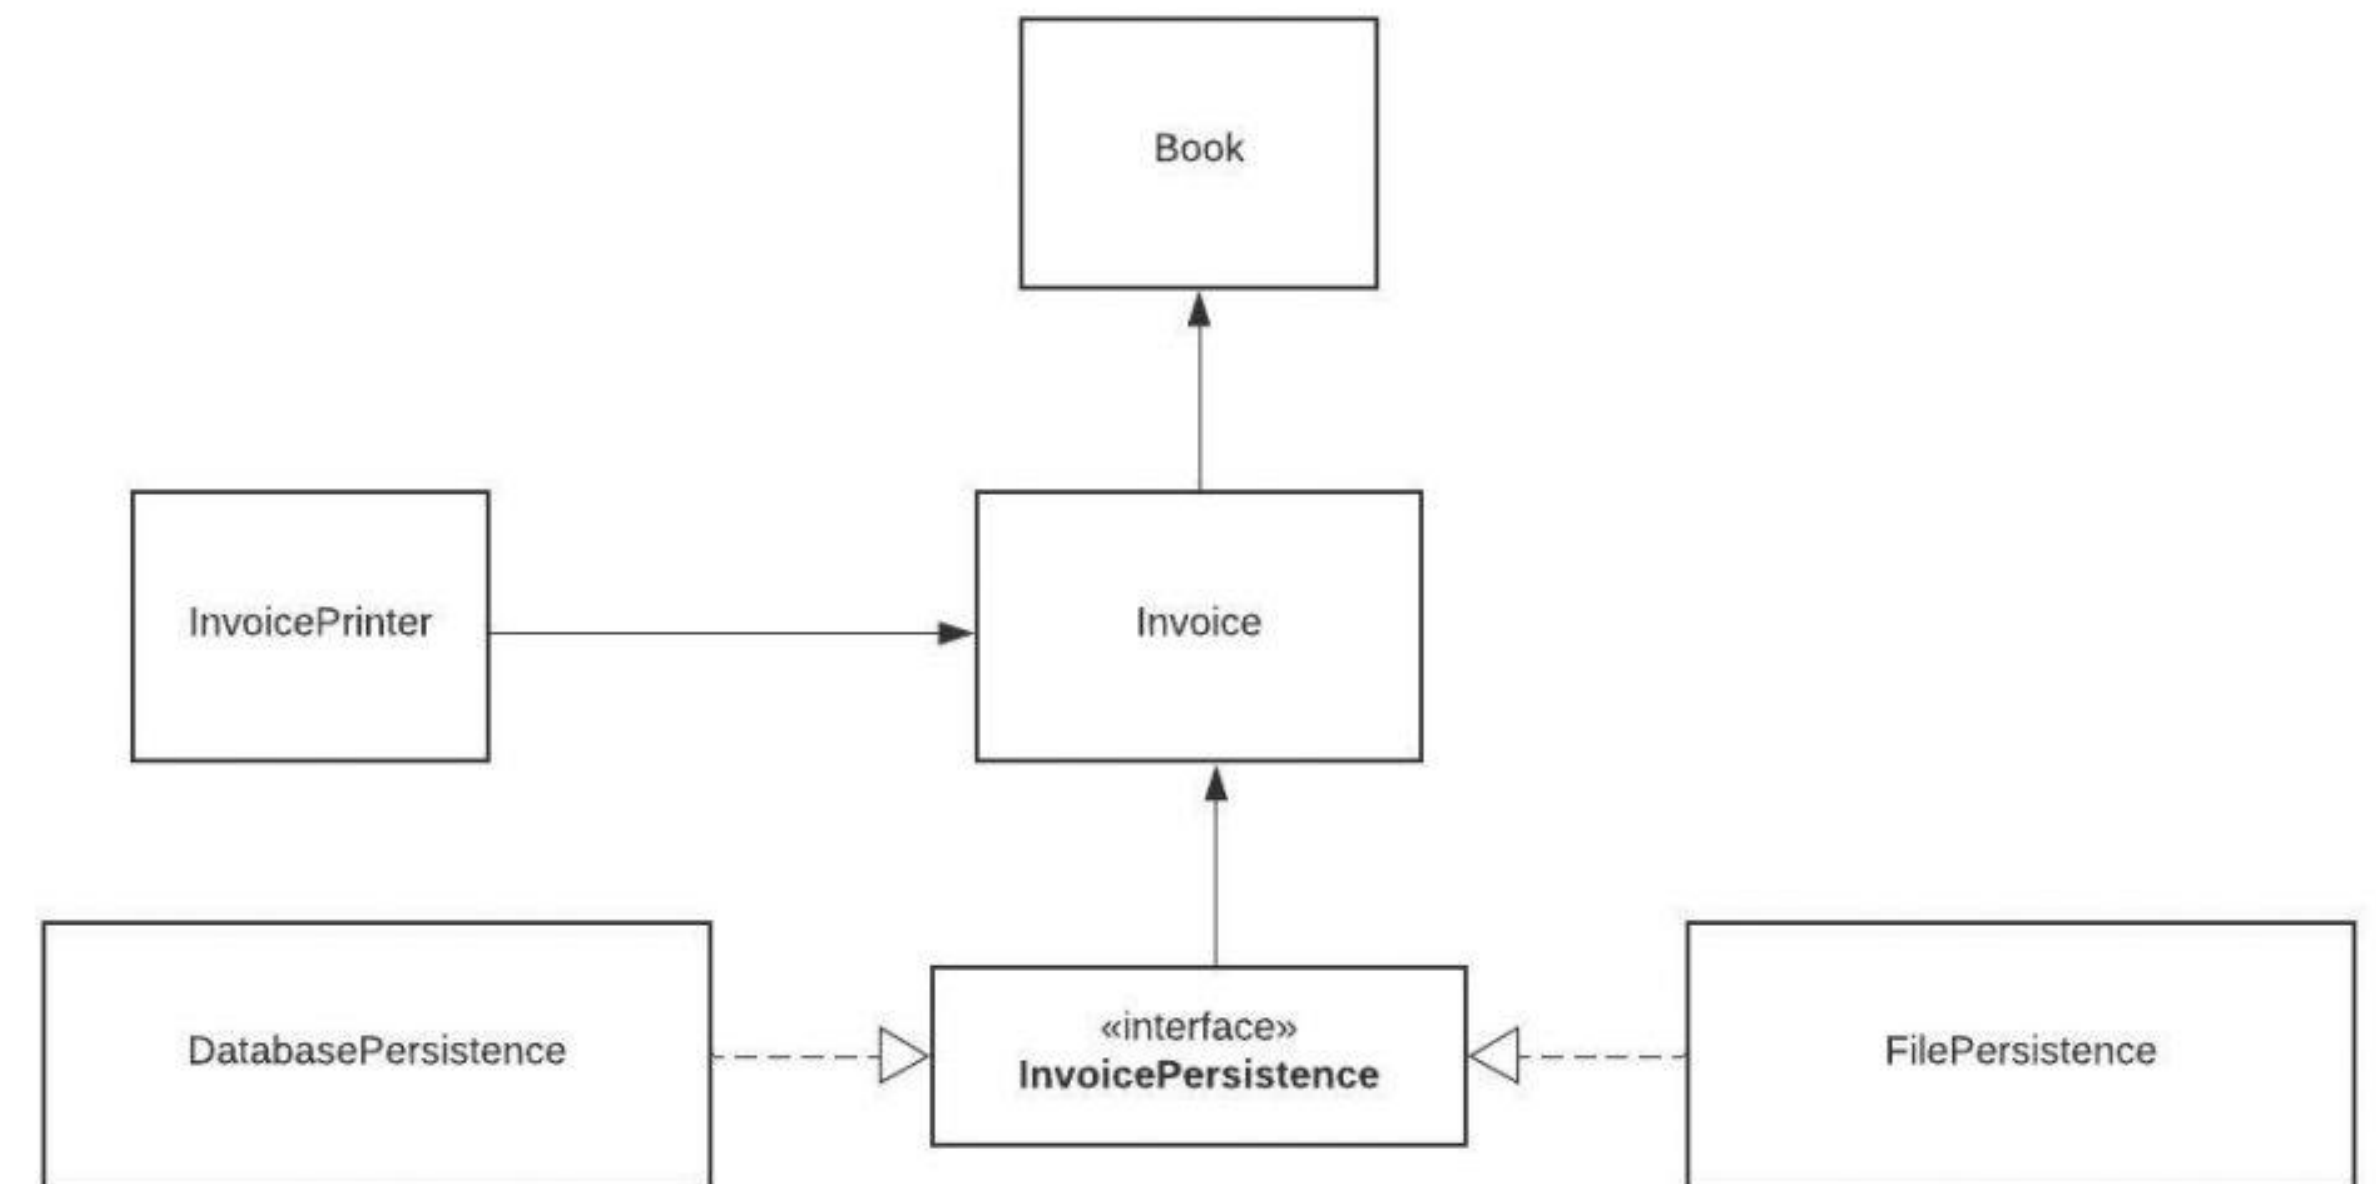 Book
InvoicePrinter
Invoice
DatabasePersistence
«interface»
InvoicePersistence
FilePersistence